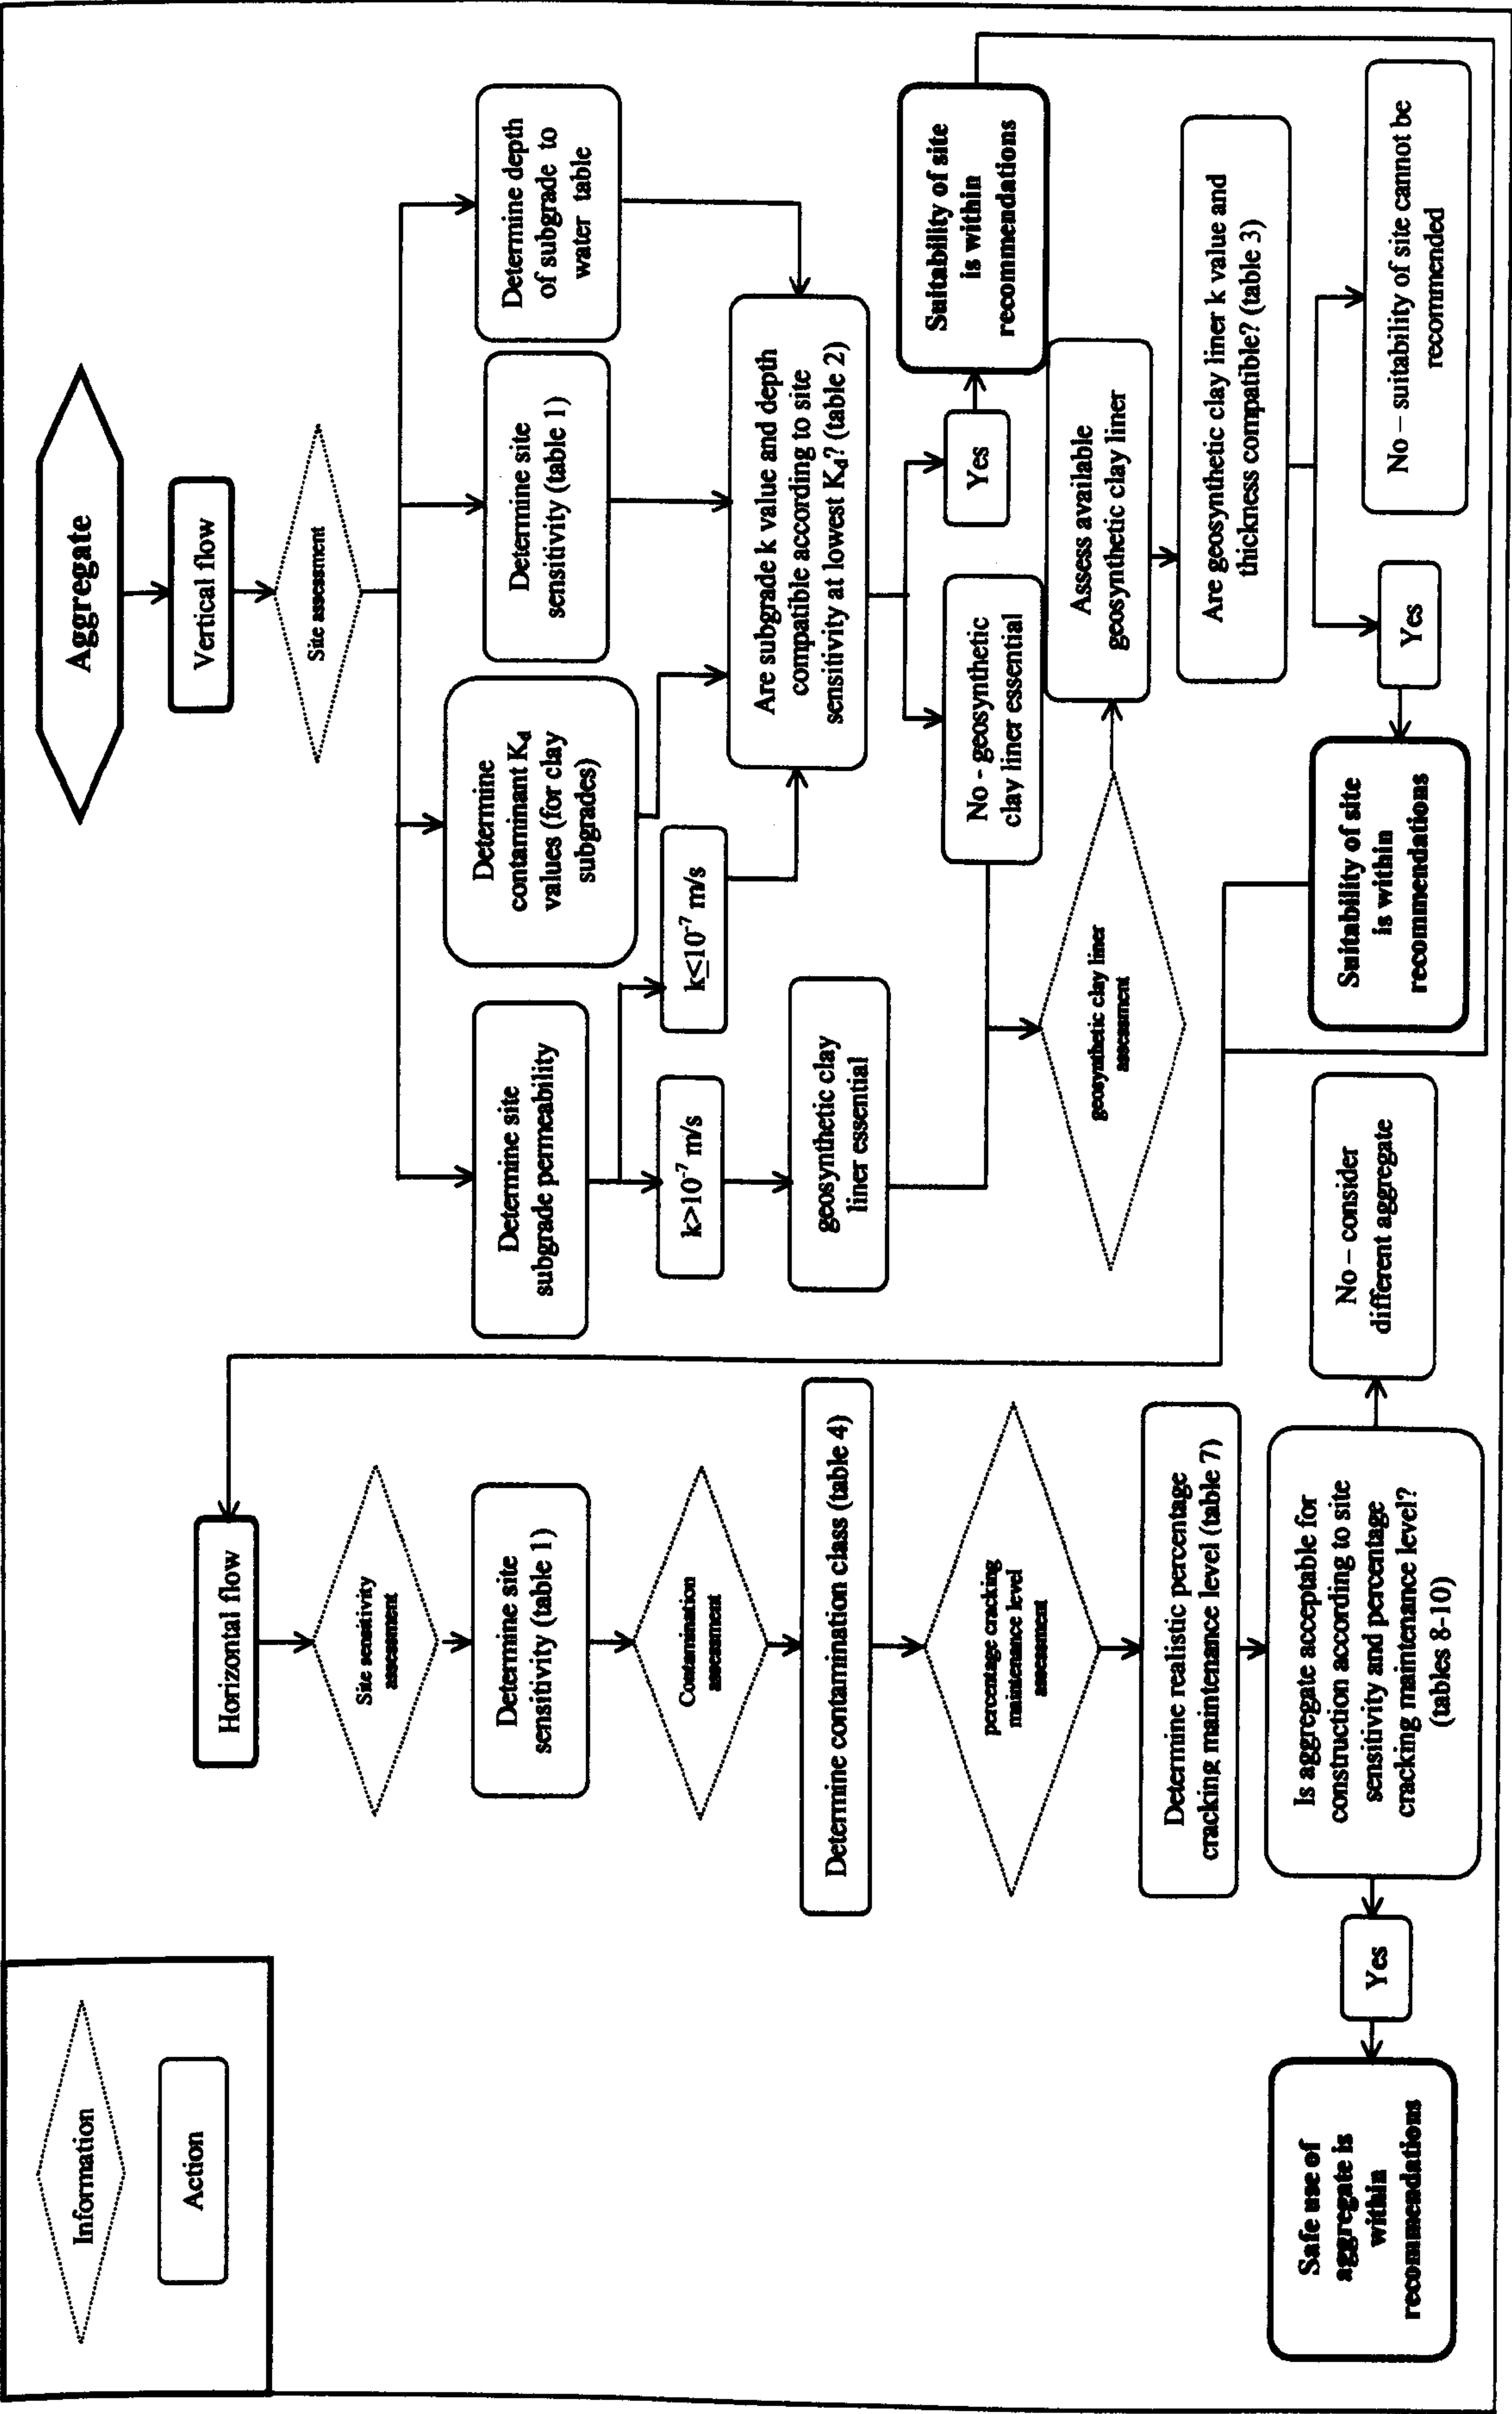 Information
Action
Aggregate
Vertical flow
Site assessment
Determine site
subgrade permeability
Determine
contaminant Kd
values (for clay
subgrades)
Determine site
sensitivity (table 1)
Determine depth
of subgrade to
water table
k>10-7 m/s
k≤10-7 m/s
geosynthetic clay
liner essential
Are subgrade k value and depth
compatible according to site
sensitivity at lowest Kd? (table 2)
No - geosynthetic
clay liner essential
Yes
Suitability of site
is within
recommendations
geosynthetic clay liner
assessment
Assess available
geosynthetic clay liner
Are geosynthetic clay liner k value and
thickness compatible? (table 3)
Yes
No – suitability of site cannot be
recommended
Suitability of site
is within
recommendations
Horizontal flow
Site sensitivity
assessment
Determine site
sensitivity (table 1)
Contamination
assessment
Determine contamination class (table 4)
percentage cracking
maintenance level
assessment
Determine realistic percentage
cracking maintenance level (table 7)
Is aggregate acceptable for
construction according to site
sensitivity and percentage
cracking maintenance level?
(tables 8-10)
No – consider
different aggregate
Yes
Safe use of
aggregate is
within
recommendations